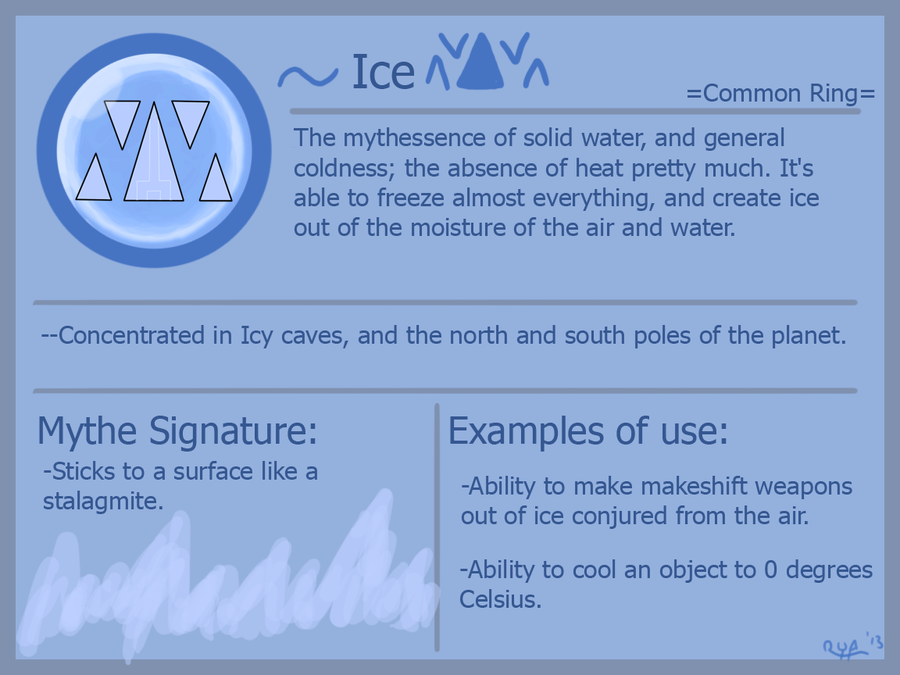 ~ Ice
=Common Ring=
The mythessence of solid water, and general
coldness; the absence of heat pretty much. It's
able to freeze almost everything, and create ice
out of the moisture of the air and water.
--Concentrated in Icy caves, and the north and south poles of the planet.
Mythe Signature:
-Sticks to a surface like a
stalagmite.
Examples of use:
-Ability to make makeshift weapons
out of ice conjured from the air.
-Ability to cool an object to 0 degrees
Celsius.
RYA '13